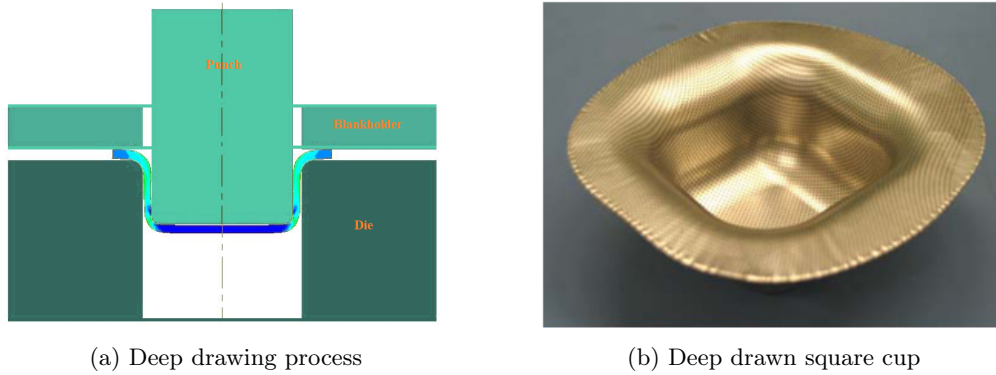 Punch
Blankholder
Die
(a) Deep drawing process
(b) Deep drawn square cup